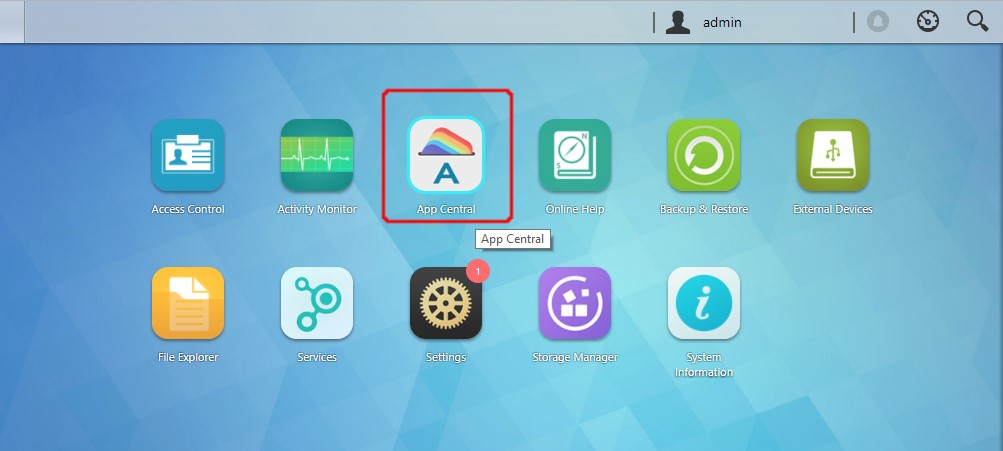 admin
N
S
A
Access Control
Activity Monitor
App Central
Online Help
Backup & Restore
External Devices
App Central
1
i
File Explorer
Services
Settings
Storage Manager
System
Information